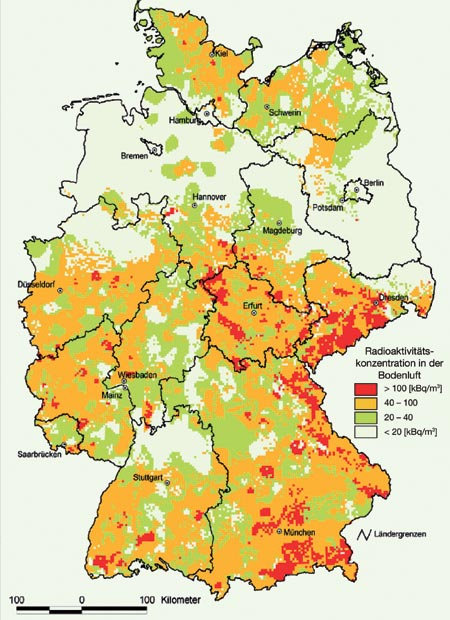 Kiel
Schwerin
Hamburg
Bremen
Berlin
Hannover
Potsdam
Magdeburg
Düsseldorf
Dresden
Erfurt
Radioaktivitäts-
konzentration in der
Bodenluft
> 100 [kBq/m³]
40 – 100
20 – 40
< 20 [kBq/m³]
Wiesbaden
Mainz
Saarbrücken
Stuttgart
München
Ländergrenzen
100 0 100 Kilometer